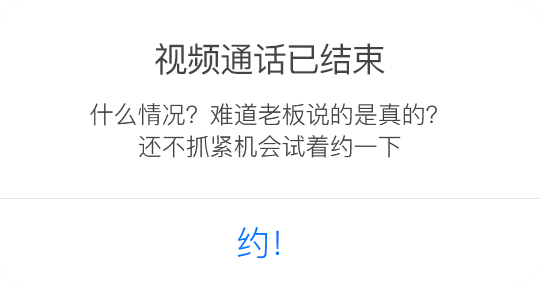 视频通话已结束
什么情况？难道老板说的是真的？
还不抓紧机会试着约一下
约！